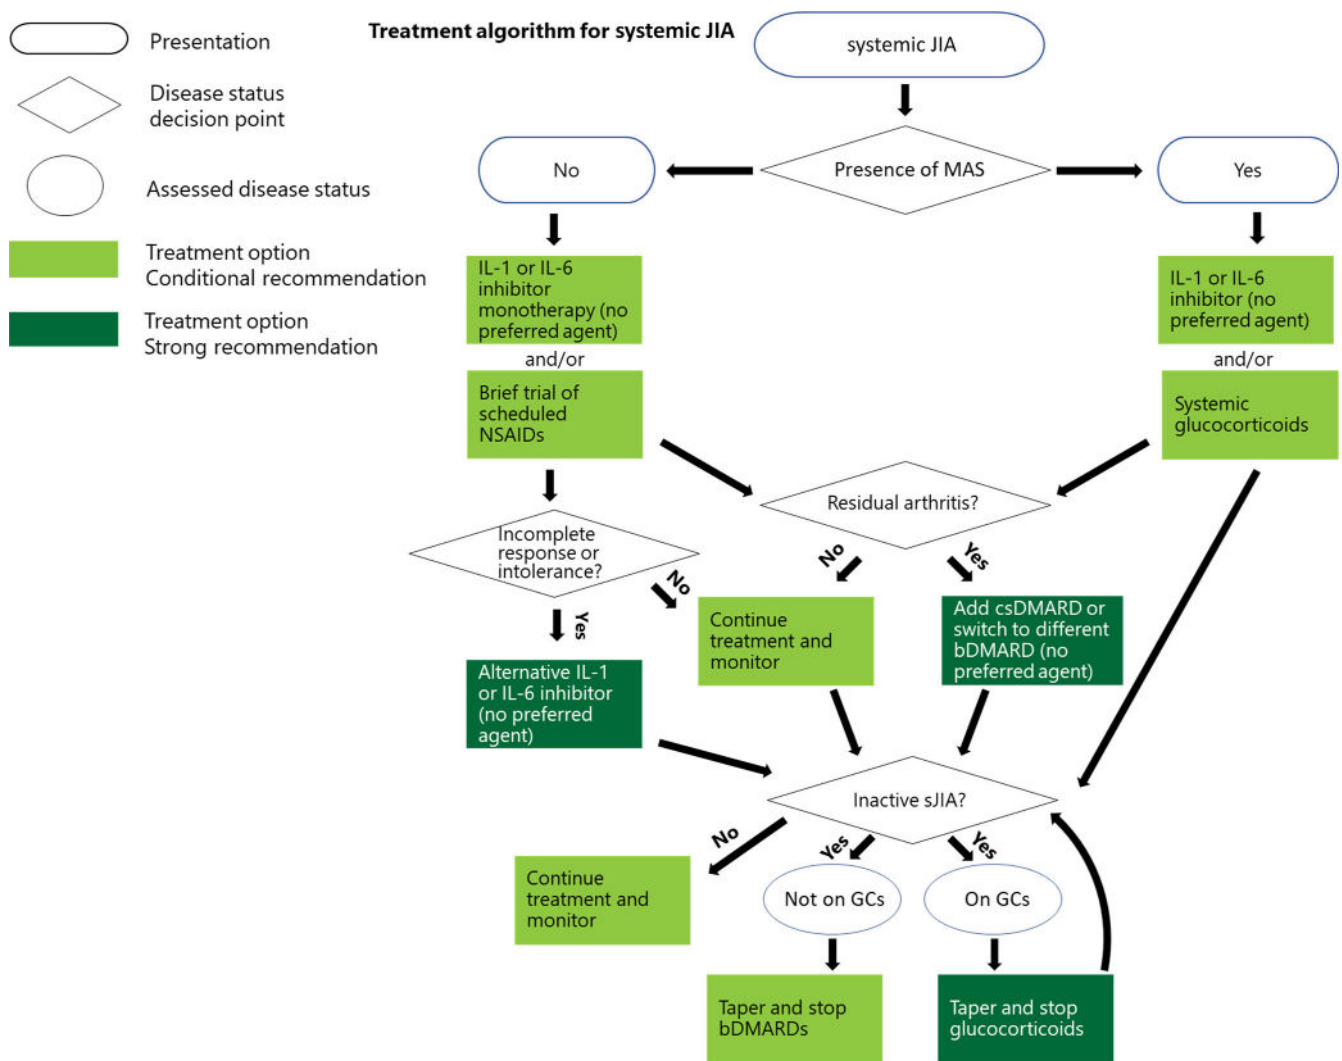 Treatment algorithm for systemic JIA
Presentation
Disease status
decision point
Assessed disease status
Treatment option
Conditional recommendation
Treatment option
Strong recommendation
systemic JIA
Presence of MAS
No
Yes
IL-1 or IL-6
inhibitor
monotherapy (no
preferred agent)
and/or
Brief trial of
scheduled
NSAIDs
IL-1 or IL-6
inhibitor (no
preferred agent)
and/or
Systemic
glucocorticoids
Residual arthritis?
Incomplete
response or
intolerance?
No
Yes
No
Yes
Continue
treatment and
monitor
Add csDMARD or
switch to different
bDMARD (no
preferred agent)
Alternative IL-1
or IL-6 inhibitor
(no preferred
agent)
Inactive sJIA?
No
Yes
Yes
Continue
treatment and
monitor
Not on GCs
On GCs
Taper and stop
bDMARDs
Taper and stop
glucocorticoids